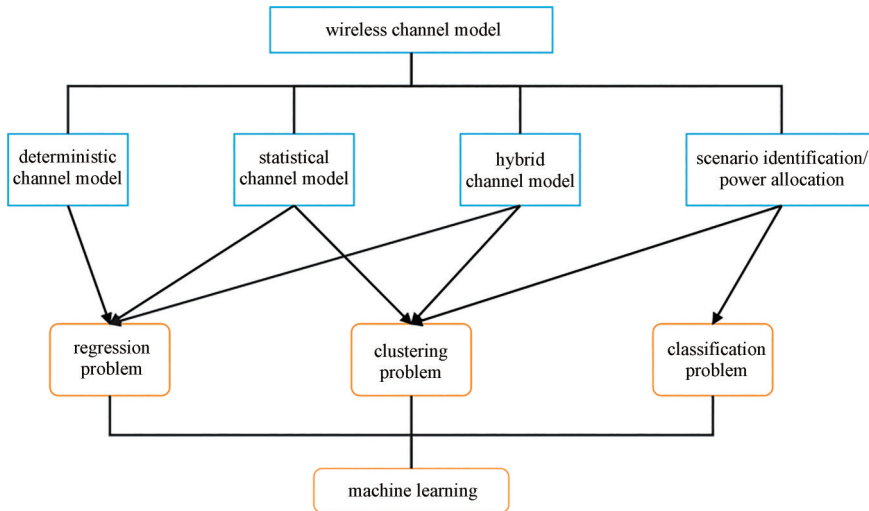 wireless channel model
deterministic
channel model
statistical
channel model
hybrid
channel model
scenario identification/
power allocation
regression
problem
clustering
problem
classification
problem
machine learning